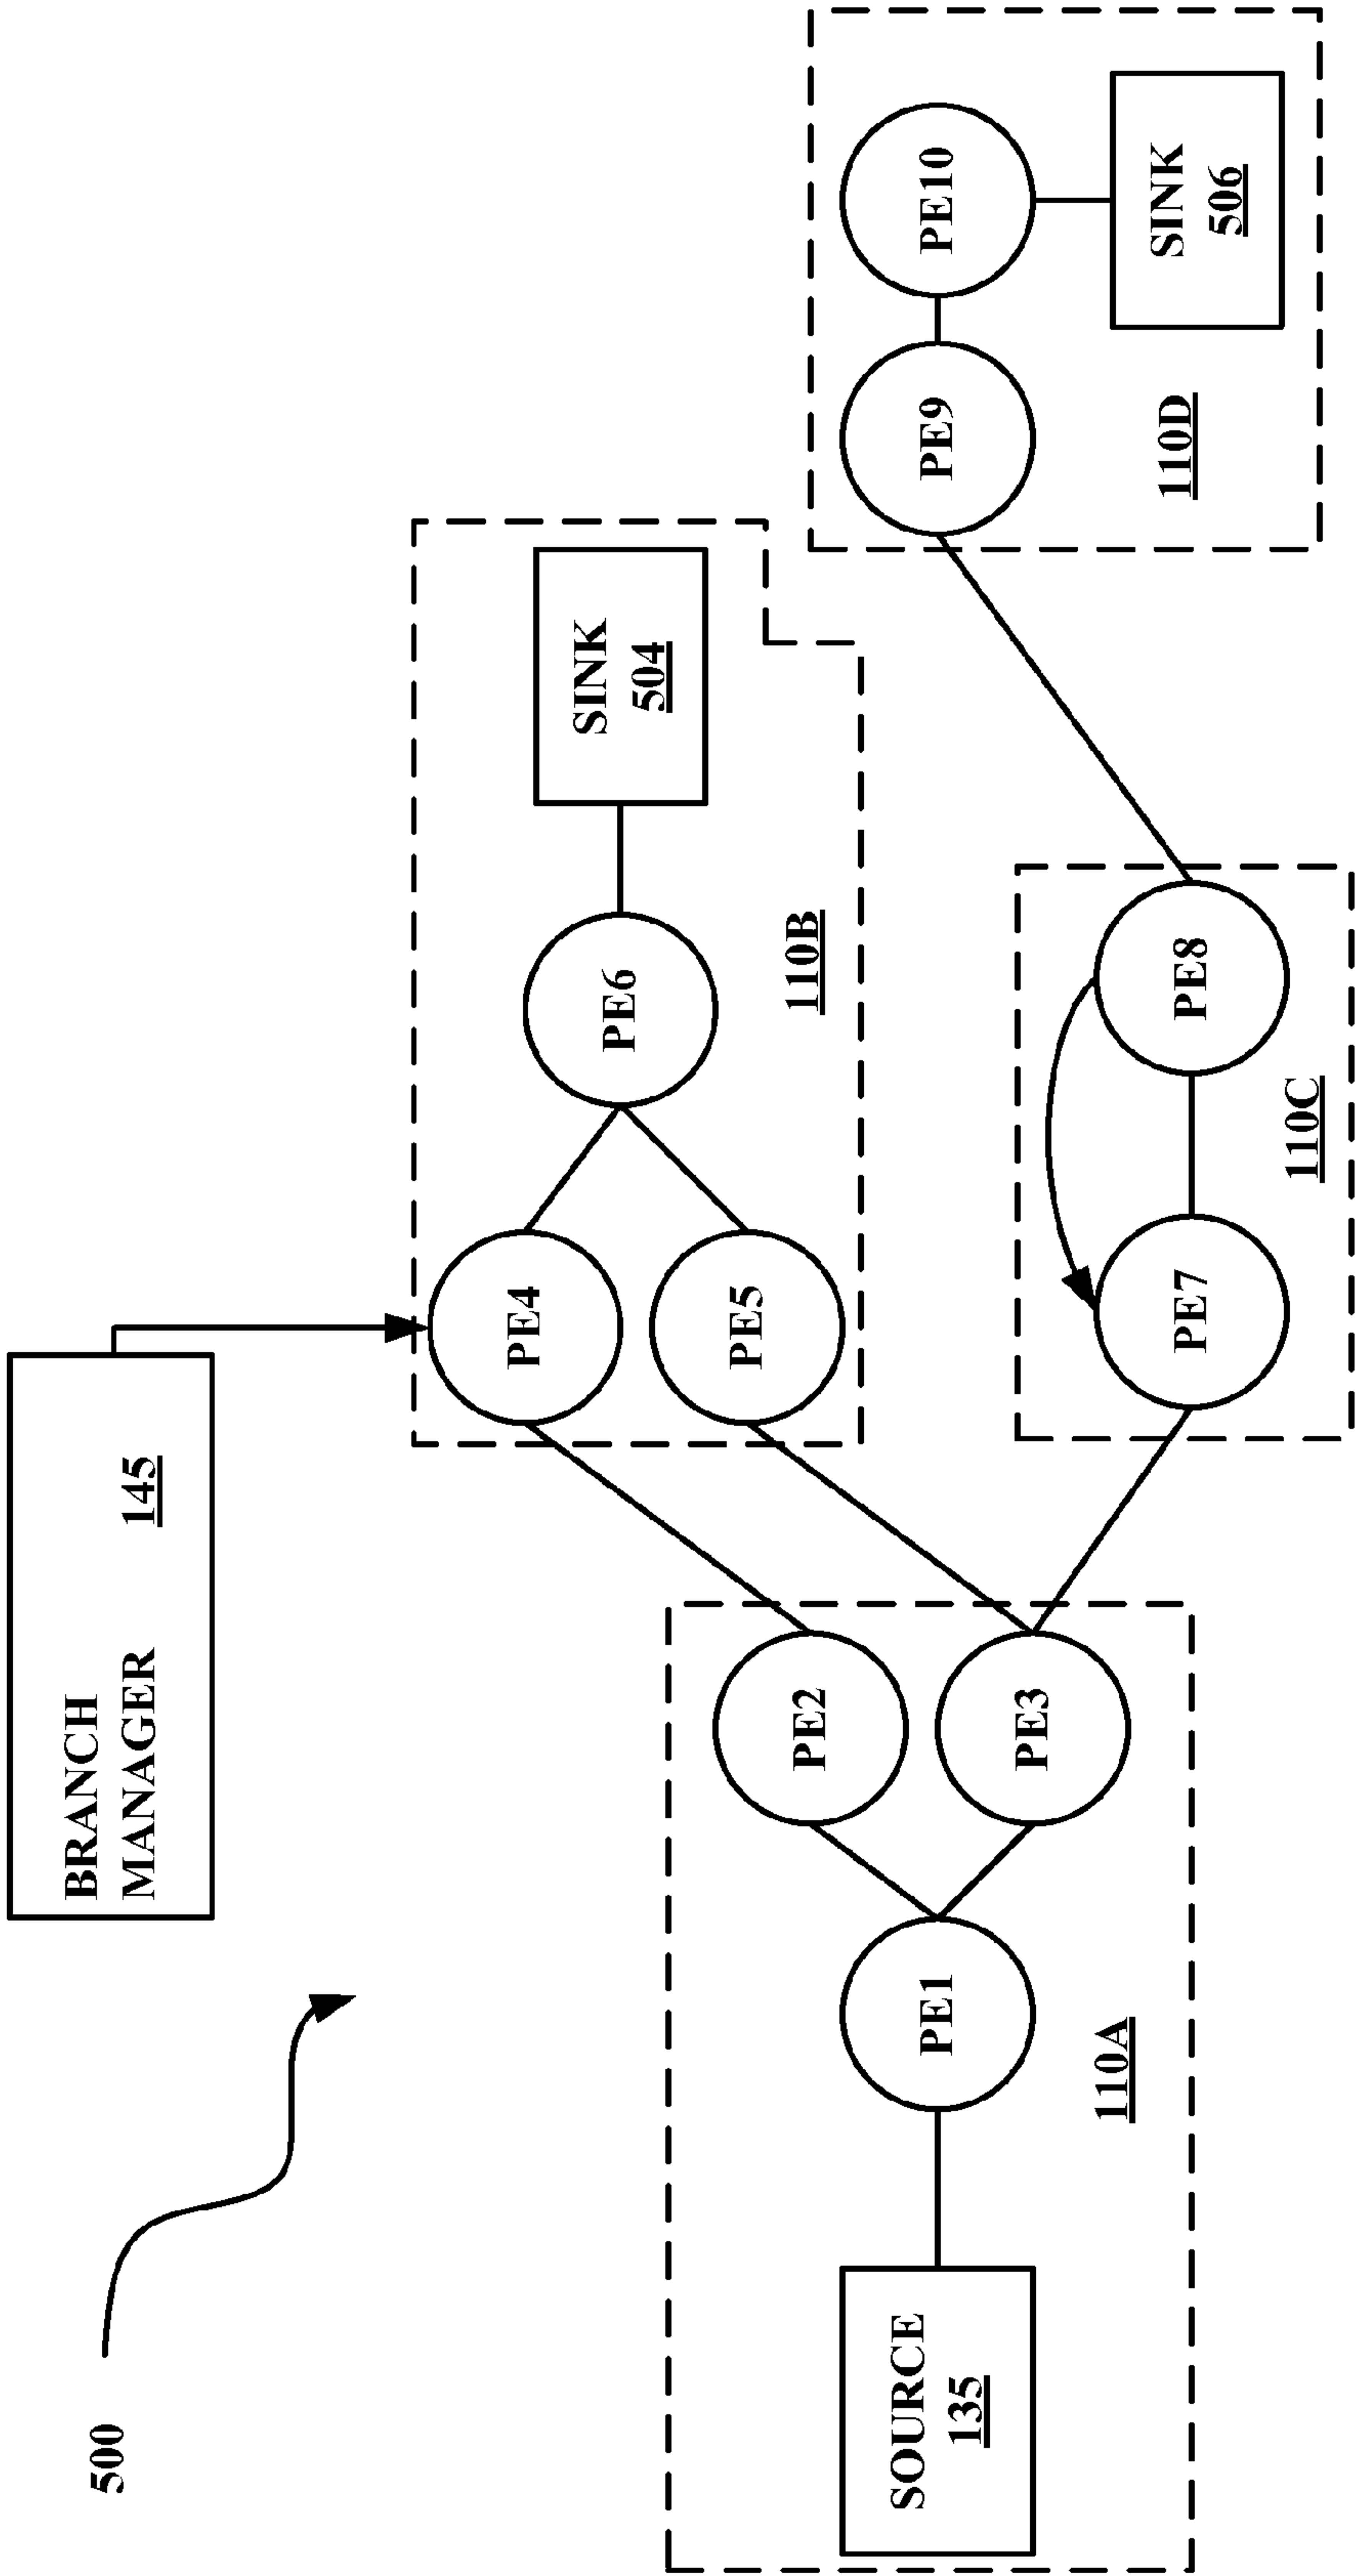 500
BRANCH
MANAGER
145
SOURCE
135
PE1
PE2
PE3
110A
PE4
PE5
PE6
SINK
504
110B
PE7
PE8
110C
PE9
PE10
SINK
506
110D